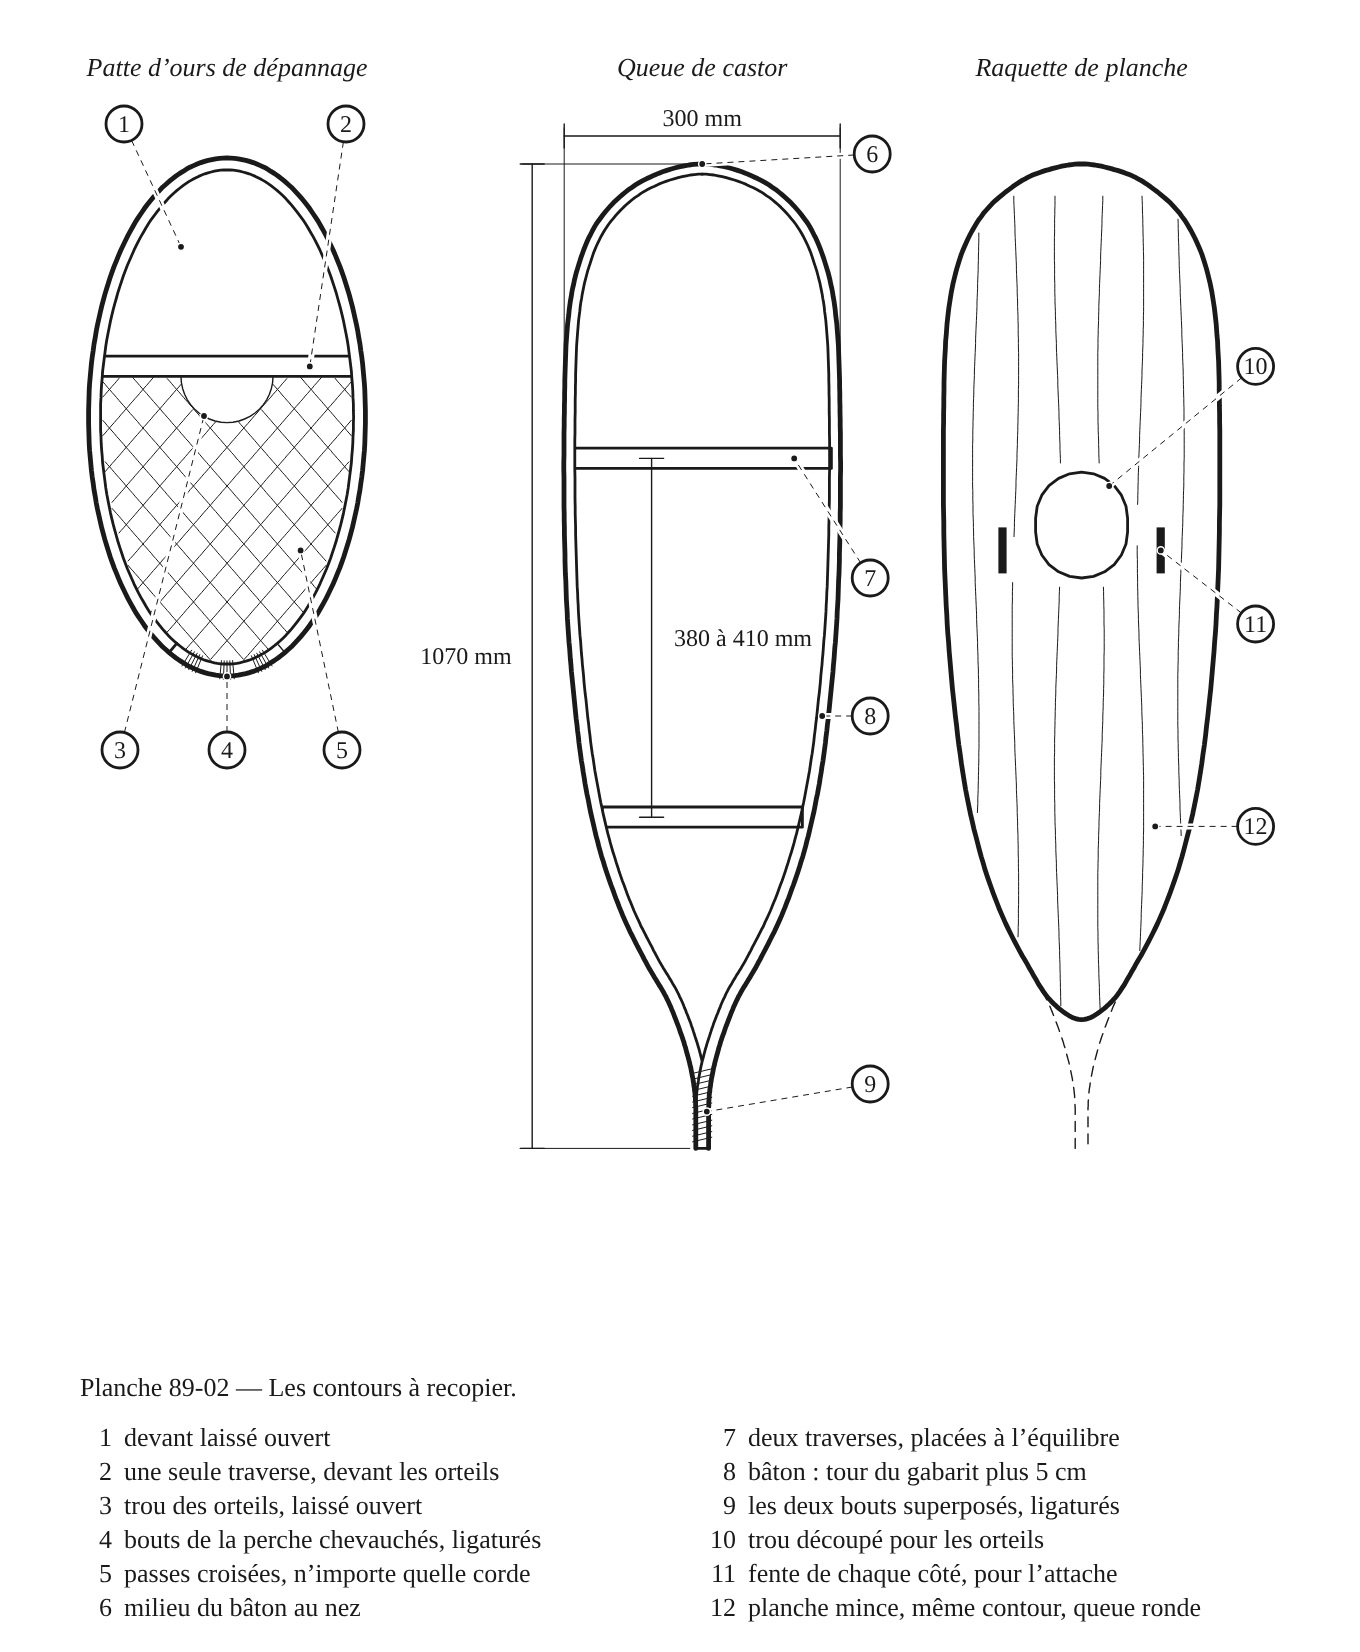 Patte d’ours de dépannage
Queue de castor
Raquette de planche
1
2
300 mm
6
10
7
11
380 à 410 mm
1070 mm
8
3
4
5
12
9
Planche 89-02 — Les contours à recopier.
1 devant laissé ouvert
2 une seule traverse, devant les orteils
3 trou des orteils, laissé ouvert
4 bouts de la perche chevauchés, ligaturés
5 passes croisées, n’importe quelle corde
6 milieu du bâton au nez
7 deux traverses, placées à l’équilibre
8 bâton : tour du gabarit plus 5 cm
9 les deux bouts superposés, ligaturés
10 trou découpé pour les orteils
11 fente de chaque côté, pour l’attache
12 planche mince, même contour, queue ronde